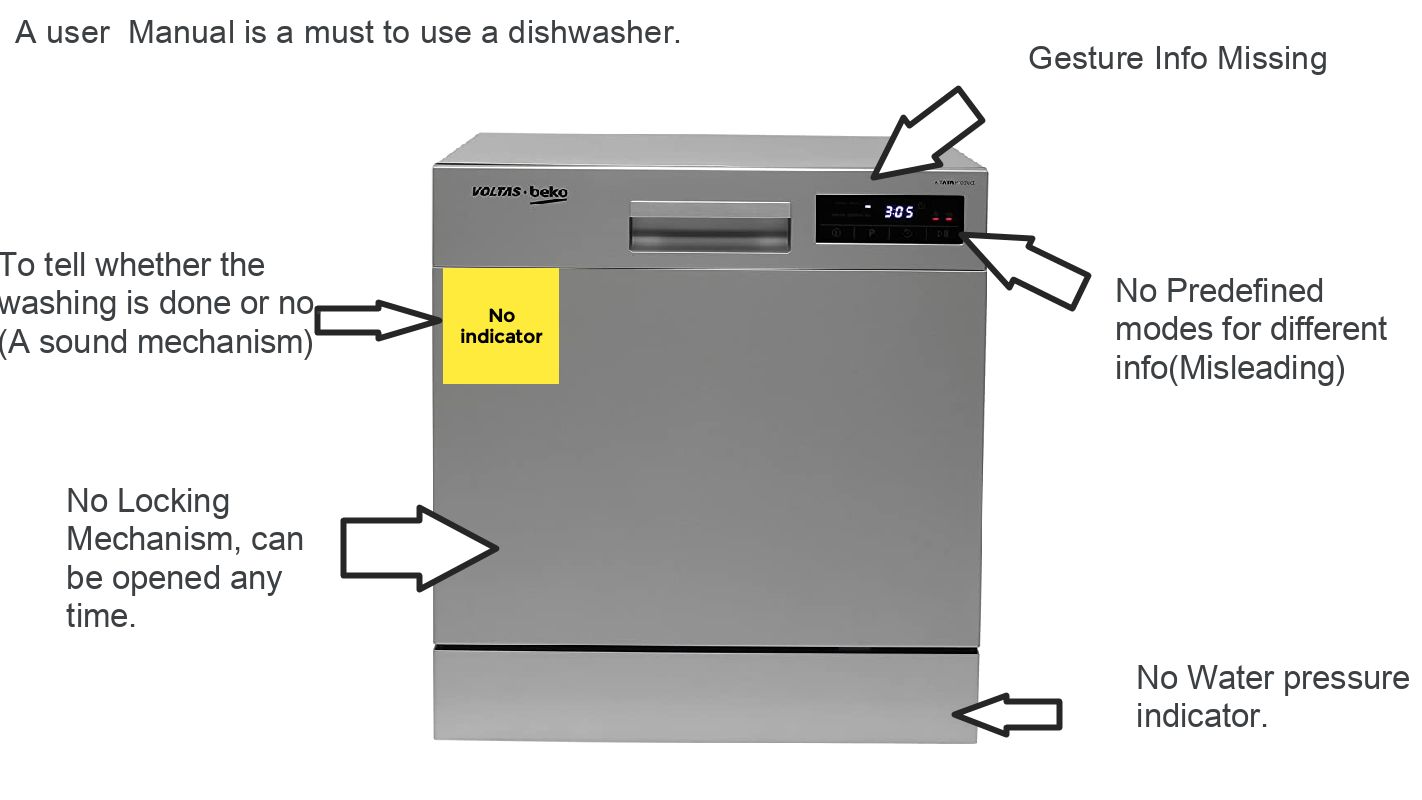 A user  Manual is a must to use a dishwasher.
Gesture Info Missing
VOLTAS · beko
3:05
P
To tell whether the
washing is done or no
(A sound mechanism)
No
indicator
No Predefined
modes for different
info(Misleading)
No Locking
Mechanism, can
be opened any
time.
No Water pressure
indicator.